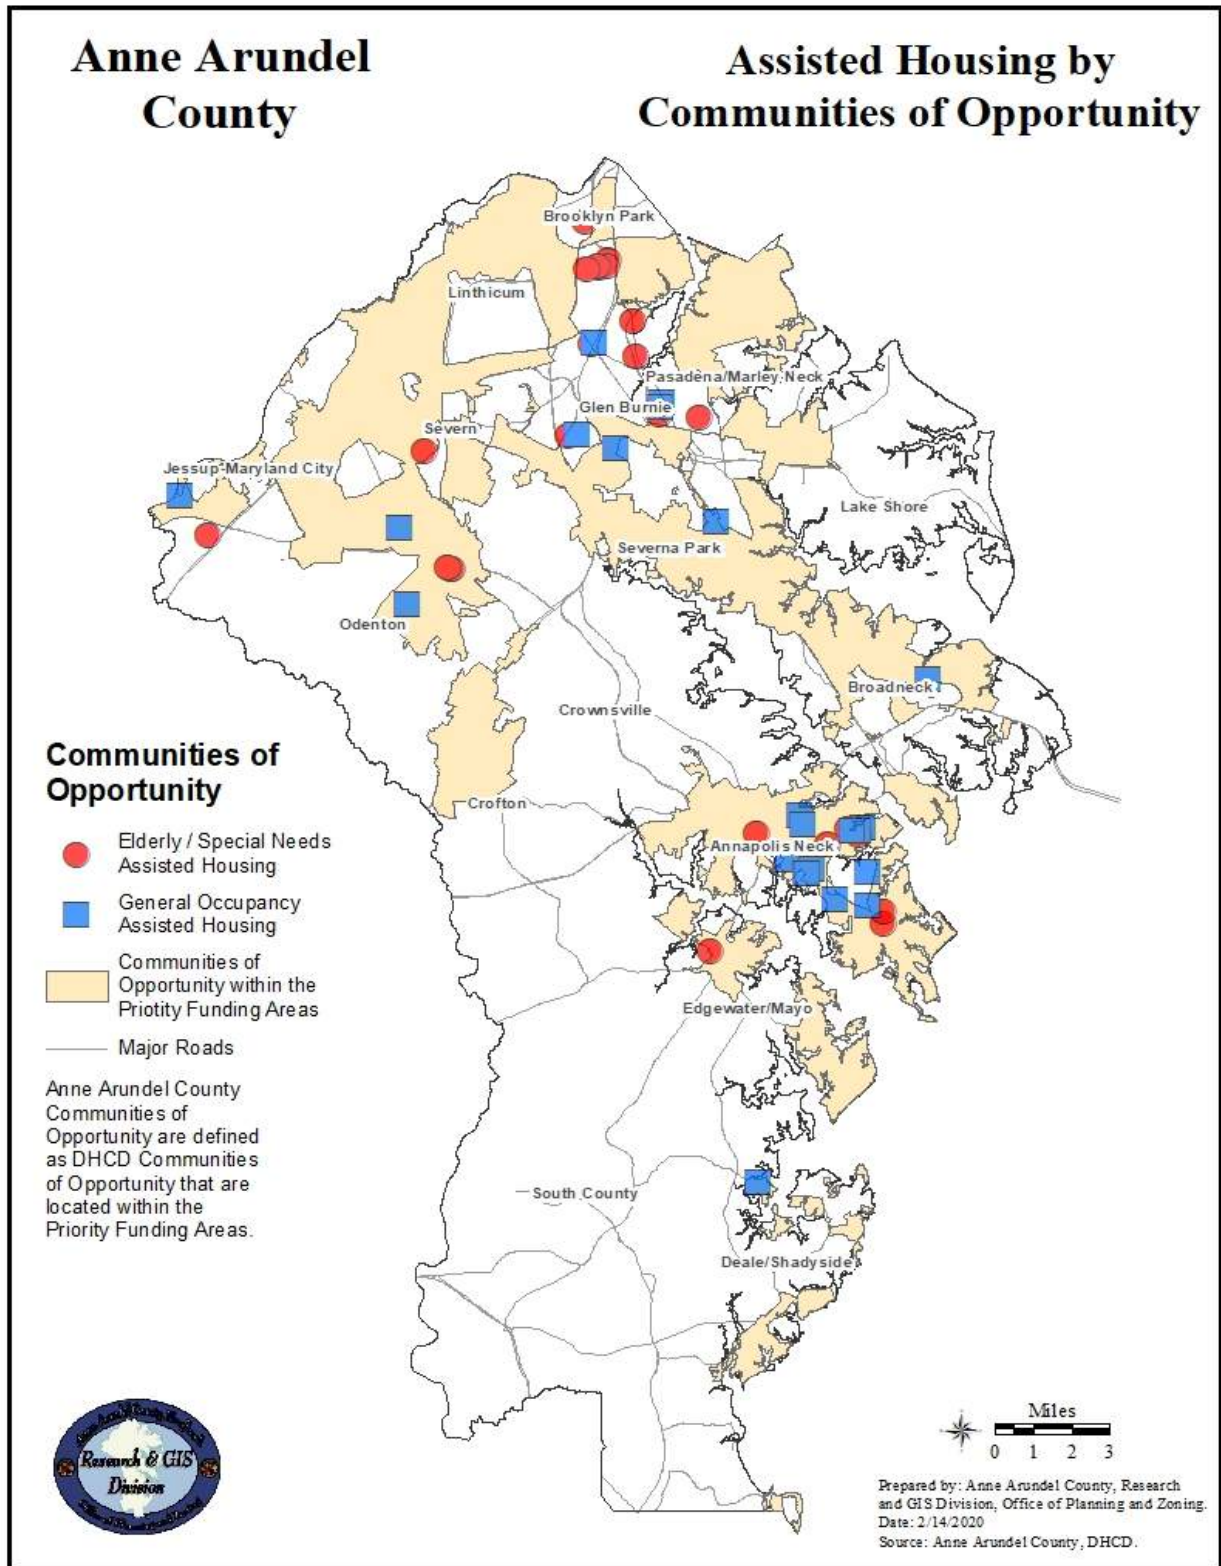 Anne Arundel
County
Assisted Housing by
Communities of Opportunity
Brooklyn Park
Linthicum
Pasadena/Marley Neck
Glen Burnie
Severn
Jessup-Maryland City
Lake Shore
Severna Park
Odenton
Broadneck
Crownsville
Crofton
Annapolis Neck
Edgewater/Mayo
South County
Deale/Shadyside
Communities of
Opportunity
Elderly / Special Needs
Assisted Housing
General Occupancy
Assisted Housing
Communities of
Opportunity within the
Priotity Funding Areas
Major Roads
Anne Arundel County
Communities of
Opportunity are defined
as DHCD Communities
of Opportunity that are
located within the
Priority Funding Areas.
Research & GIS
Division
Miles
0 1 2 3
Prepared by: Anne Arundel County, Research
and GIS Division, Office of Planning and Zoning.
Date: 2/14/2020
Source: Anne Arundel County, DHCD.